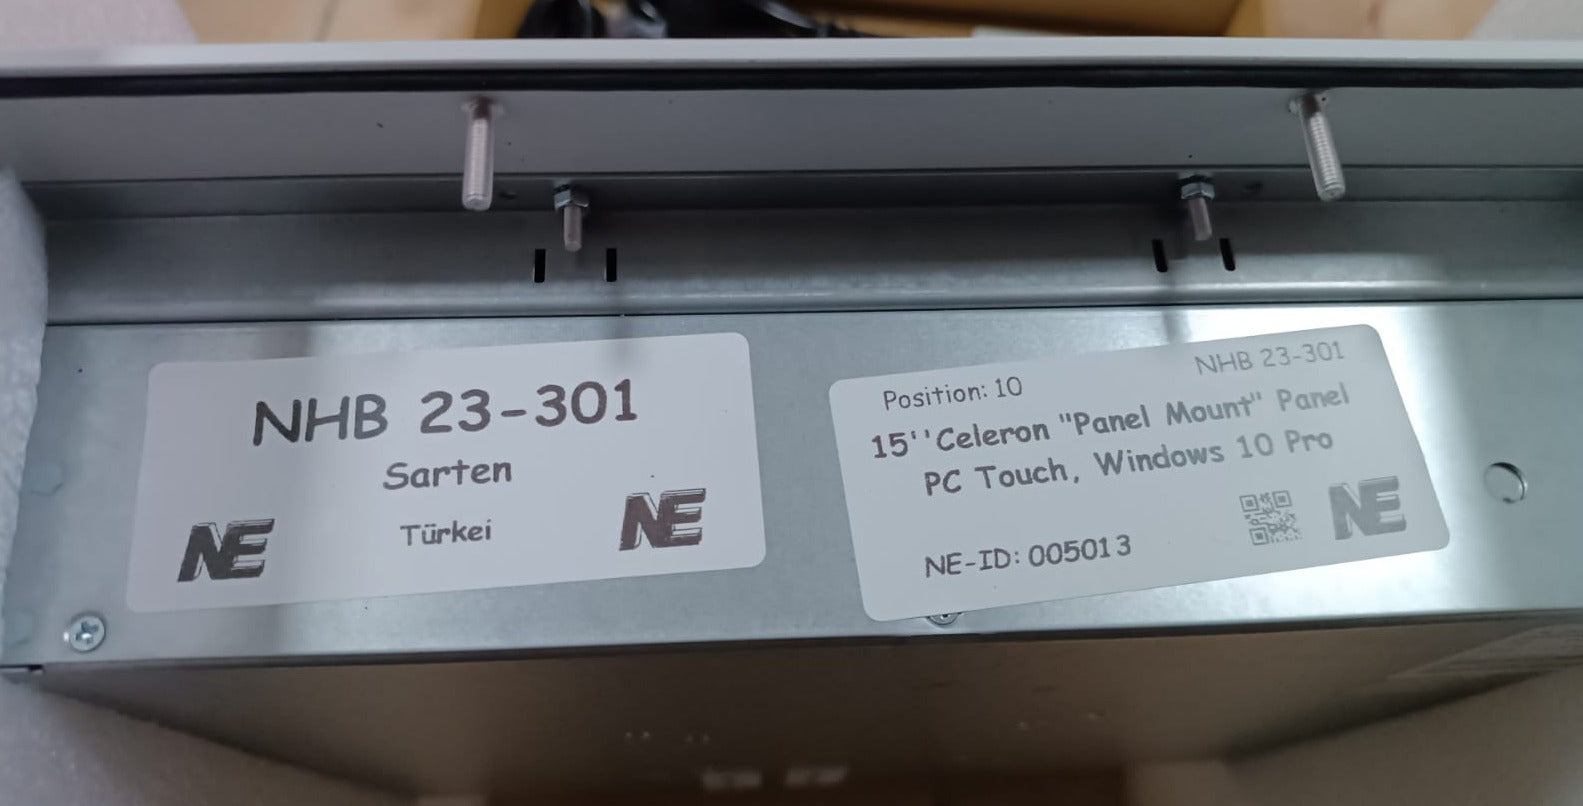 NHB 23-301
Sarten
Türkei
NE
NE
NHB 23-301
Position: 10
15''Celeron "Panel Mount" Panel
PC Touch, Windows 10 Pro
NE-ID: 005013
NE